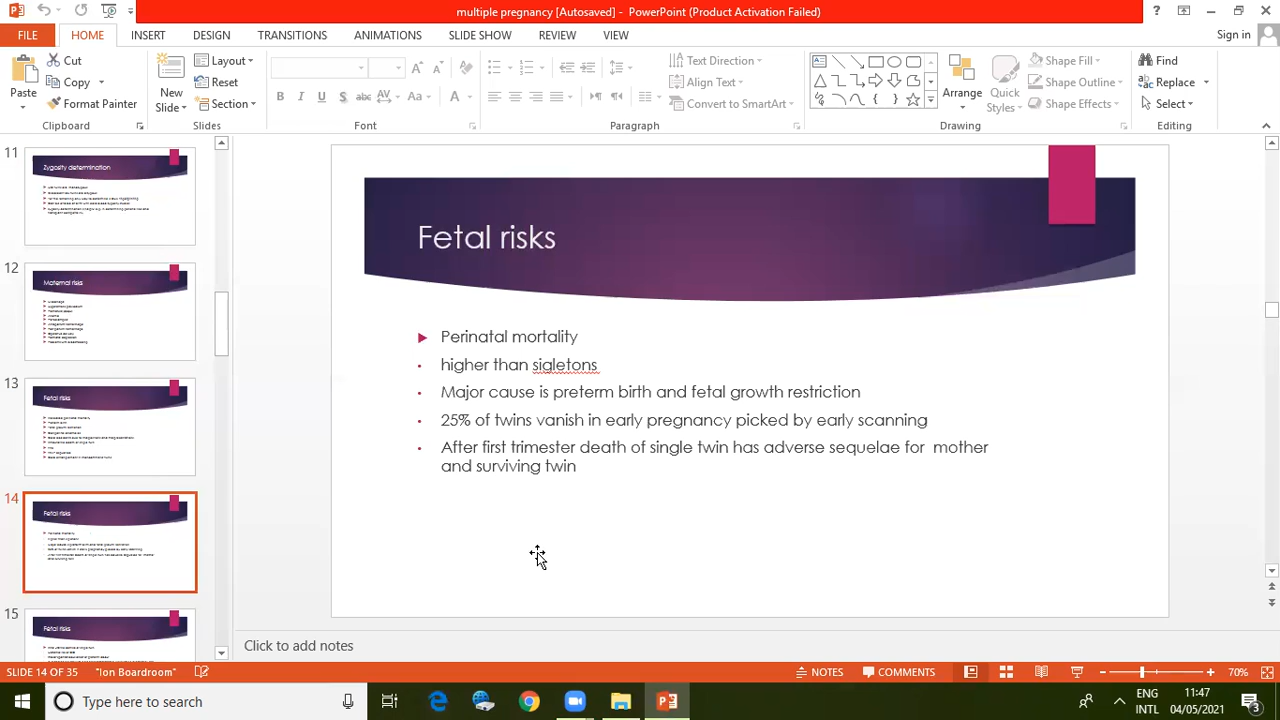 multiple pregnancy [Autosaved] - PowerPoint (Product Activation Failed)
FILE HOME INSERT DESIGN TRANSITIONS ANIMATIONS SLIDE SHOW REVIEW VIEW Sign in
Paste
Cut
Copy
Format Painter
Clipboard
New
Slide
Layout
Reset
Section
Slides
Font
Text Direction
Align Text
Convert to SmartArt
Paragraph
Arrange
Quick
Styles
Shape Fill
Shape Outline
Shape Effects
Drawing
Find
Replace
Select
Editing
11
Zygosity determination
12
Maternal risks
13
Fetal risks
14
Fetal risks
15
Fetal risks
Fetal risks
Perinatal mortality
higher than sigletons
Major cause is preterm birth and fetal growth restriction
25% of twins vanish in early pregnancy proved by early scanning
After first trimester death of single twin has adverse sequelae for mother
and surviving twin
Click to add notes
SLIDE 14 OF 35 "Ion Boardroom" NOTES COMMENTS 70%
Type here to search
ENG
INTL
11:47
04/05/2021
3